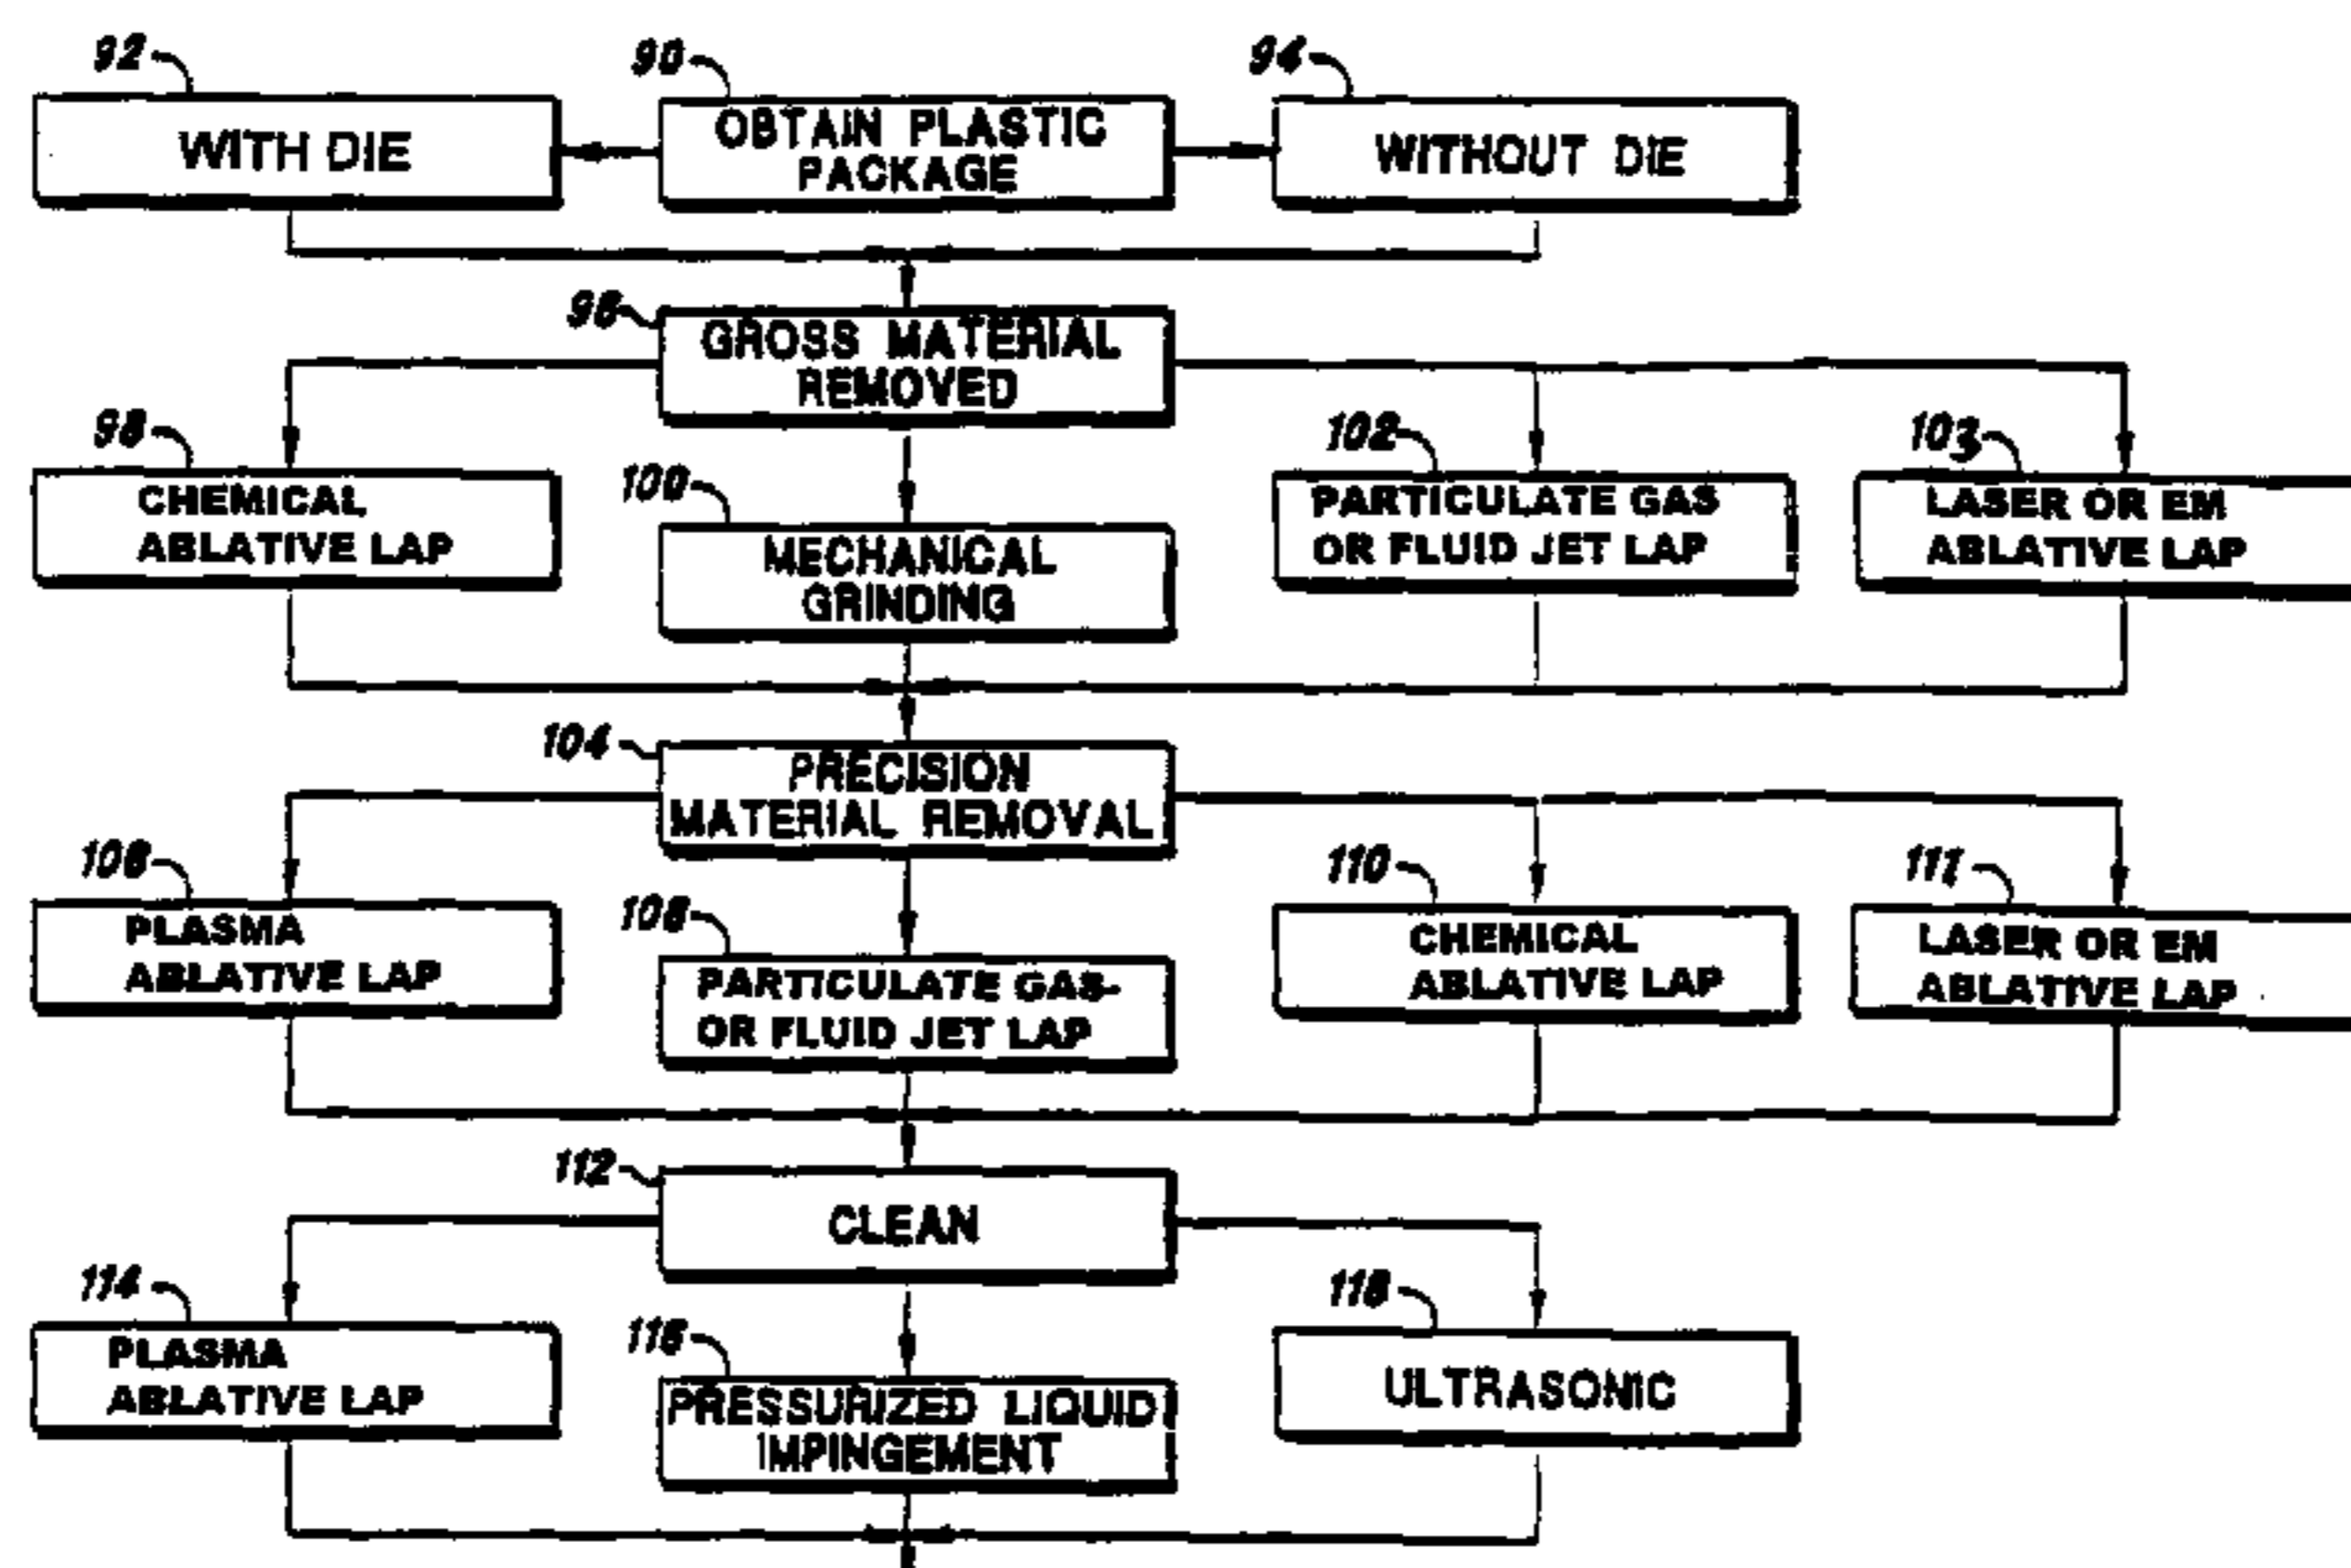 92
90
94
WITH DIE
OBTAIN PLASTIC
PACKAGE
WITHOUT DIE
96
GROSS MATERIAL
REMOVED
98
100
102
103
CHEMICAL
ABLATIVE LAP
MECHANICAL
GRINDING
PARTICULATE GAS
OR FLUID JET LAP
LASER OR EM
ABLATIVE LAP
104
PRECISION
MATERIAL REMOVAL
106
108
110
111
PLASMA
ABLATIVE LAP
PARTICULATE GAS-
OR FLUID JET LAP
CHEMICAL
ABLATIVE LAP
LASER OR EM
ABLATIVE LAP
112
CLEAN
114
116
118
PLASMA
ABLATIVE LAP
PRESSURIZED LIQUID
IMPINGEMENT
ULTRASONIC